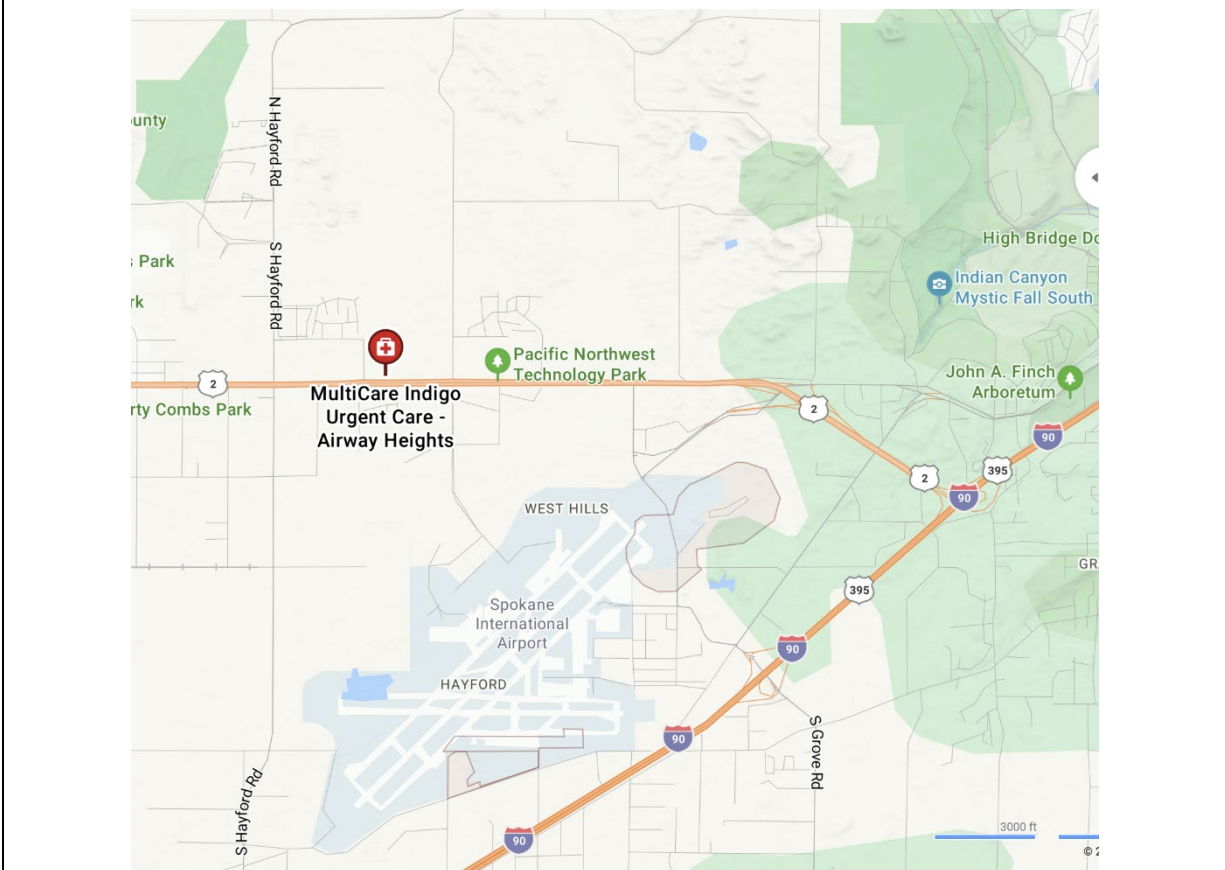 unty
N Hayford Rd
S Hayford Rd
s Park
rk
2
rty Combs Park
MultiCare Indigo
Urgent Care -
Airway Heights
Pacific Northwest
Technology Park
High Bridge Do
Indian Canyon
Mystic Fall South
John A. Finch
Arboretum
2
90
2
395
90
WEST HILLS
GR
395
Spokane
International
Airport
90
HAYFORD
90
S Grove Rd
S Hayford Rd
90
3000 ft
© 2